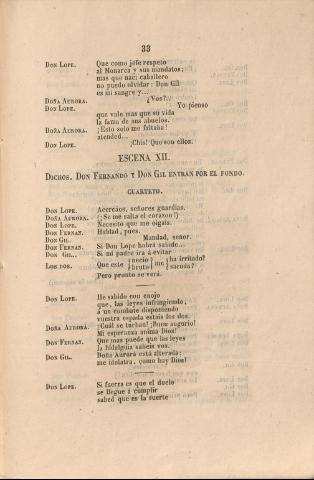 33
DON LOPE. Que como jefe respeto
al Monarca y sus mandatos:
mas que nací caballero
no puedo olvidar: Don Gil
es mi sangre y...
DOÑA AURORA. ¿Vos?..
DON LOPE. Yo pienso
que vale mas que su vida
la fama de sus abuelos.
DOÑA AURORA. ¡Esto solo me faltaba!
atended...
DON LOPE. ¡Chis! Que son ellos.
ESCENA XII.
DICHOS. DON FERNANDO Y DON GIL ENTRAN POR EL FONDO.
CUARTETO.
DON LOPE. Acercáos, señores guardias.
DOÑA AURORA. (¡Se me salta el corazon!)
DON LOPE. Necesito que me oigais.
DON FERNAN. Hablad, pues.
DON GIL. Mandad, señor.
DON FERNAN. Si Don Lope habrá sabido...
DON GIL... Si mi padre irá á evitar
LOS DOS. Que este {necio / bruto} me {ha irritado? / sacuda?}
Pero pronto se verá.
DON LOPE. He sabido con enojo
que, las leyes infringiendo;
á un combate disponiendo
vuestra espada estais los dos.
DOÑA AURORA. ¡Cuál se turban! ¡Buen augurio!
Mi esperanza anima Dios!
DON FERNAN. Que mas puede que las leyes
la hidalguia sabeis vos.
DON GIL. Doña Aurora está alterada:
me idolatra, como hay Dios!
DON LOPE. Si fuerza es que el duelo
se llegue á cumplir
sabed que es la suerte